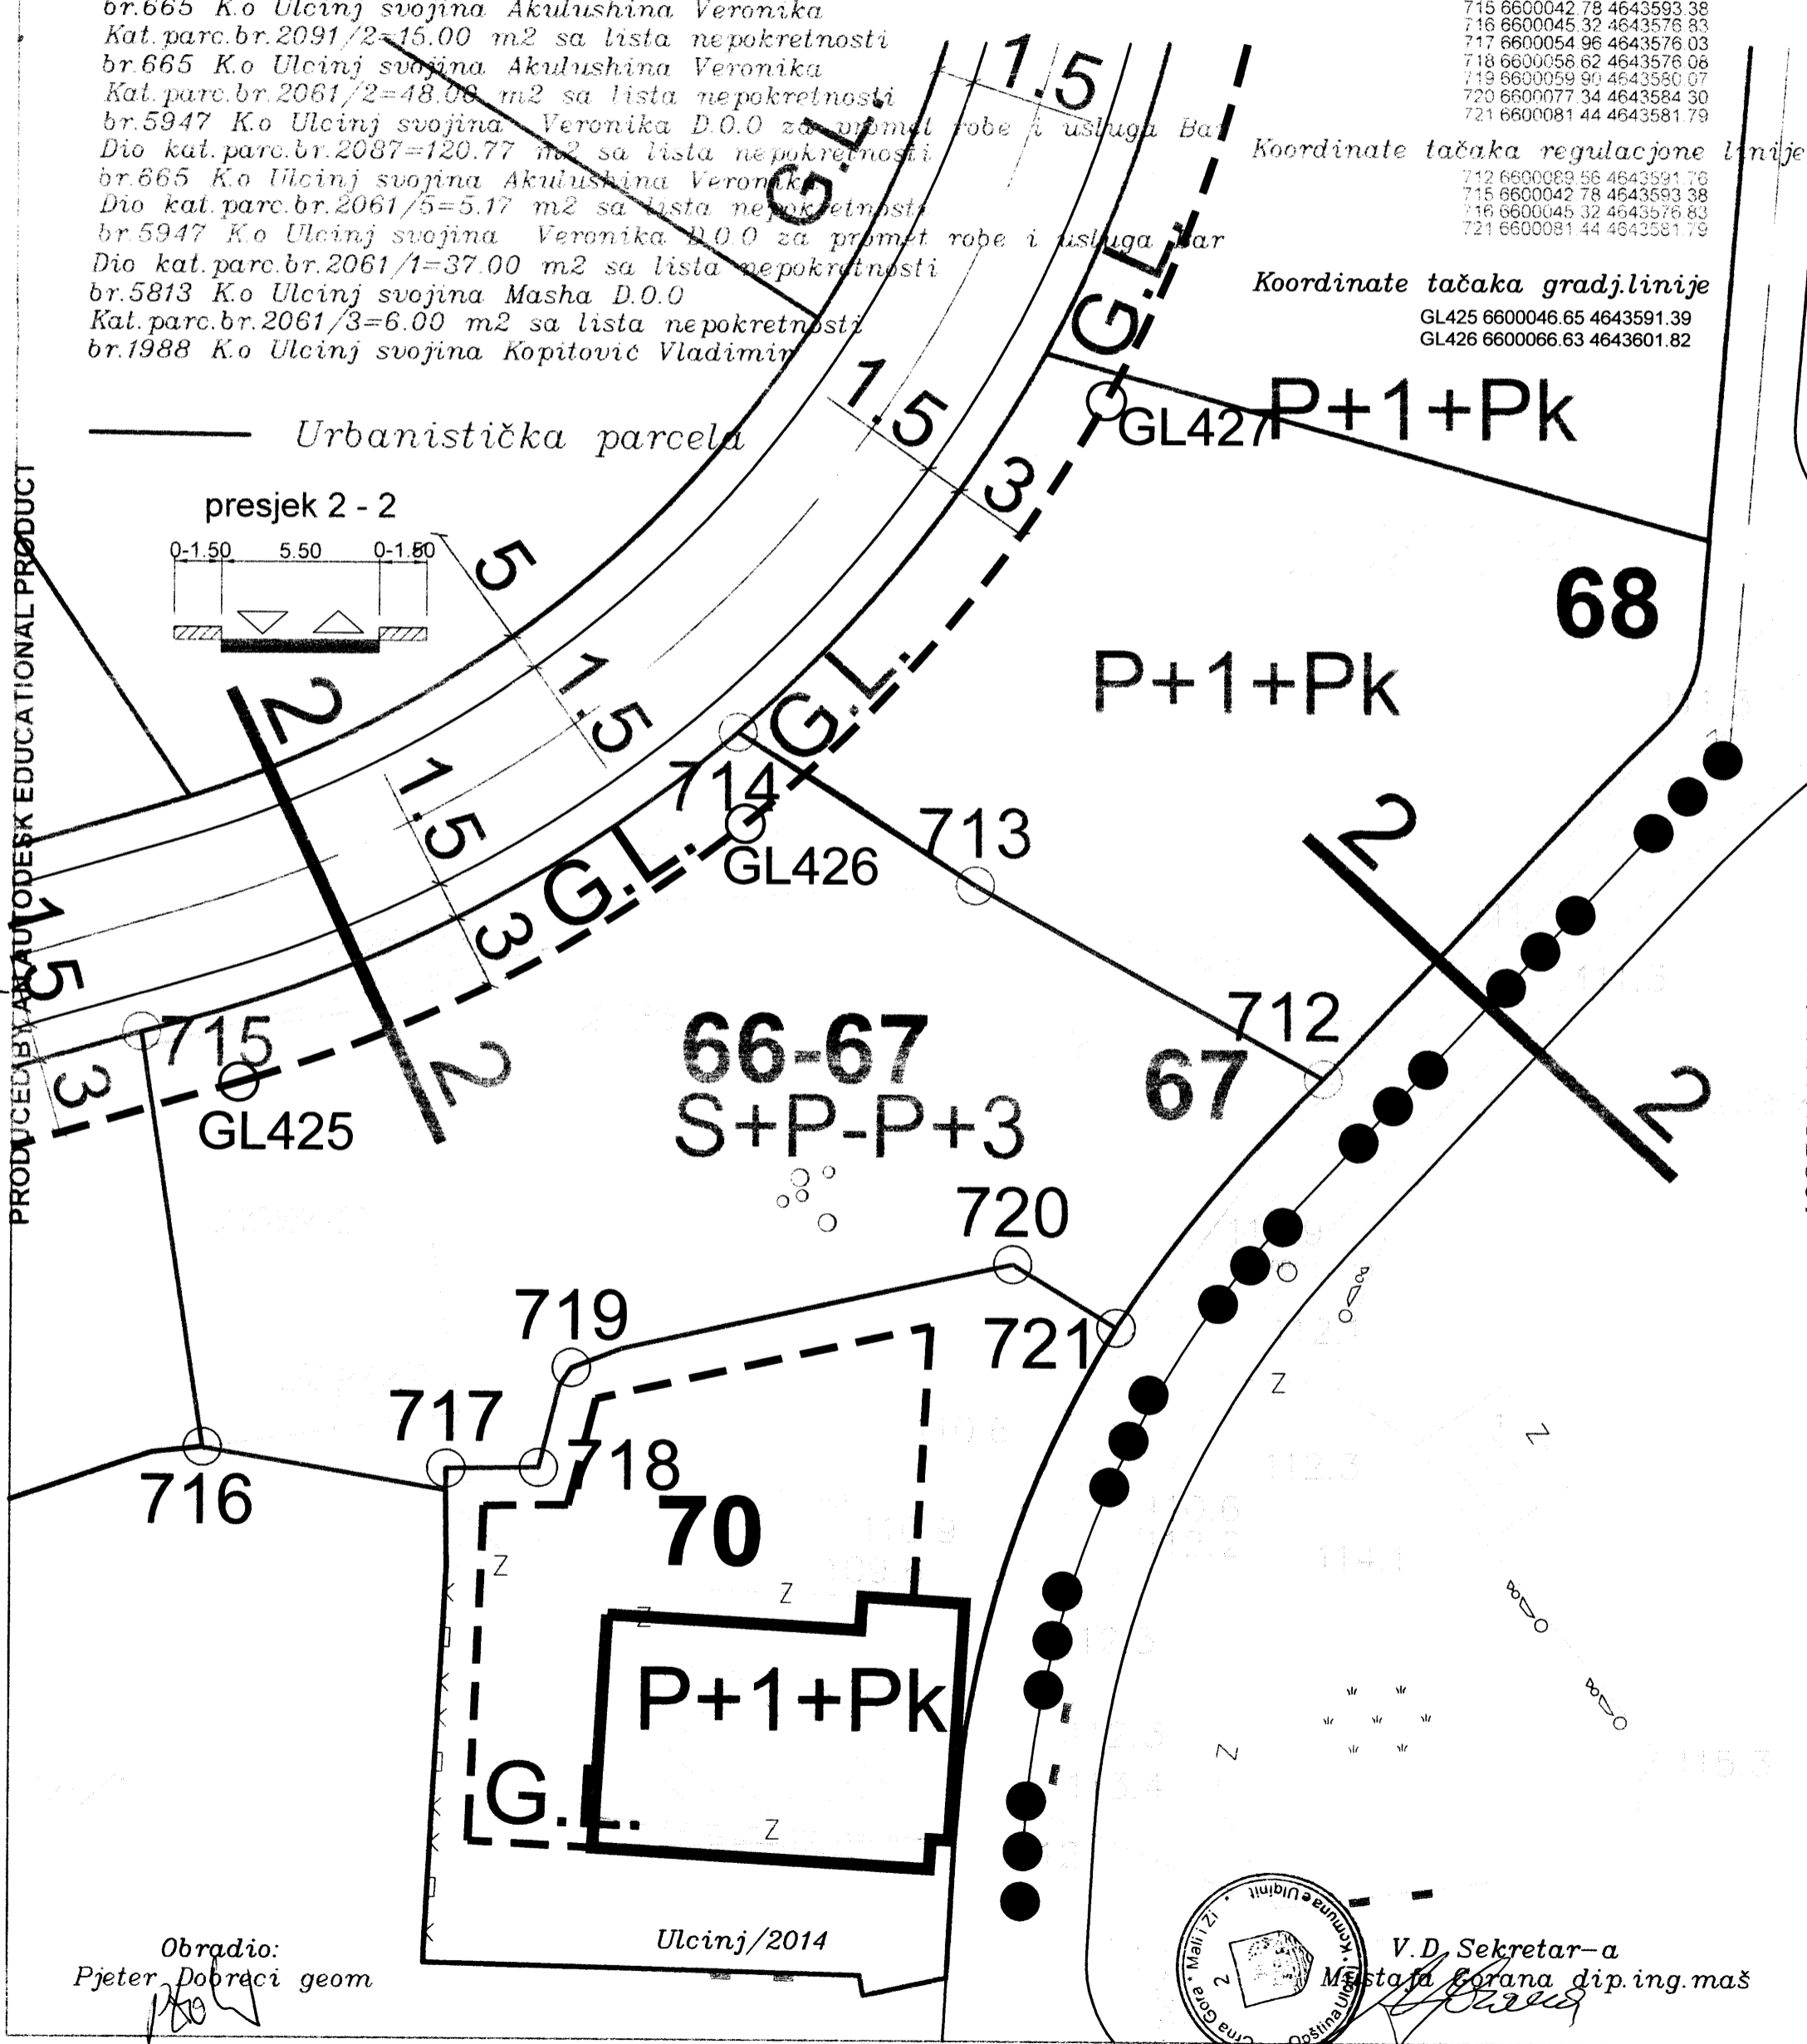 br.665 K.o Ulcinj svojina Akulushina Veronika
Kat.parc.br.2091/2=15.00 m2 sa lista nepokretnosti
br.665 K.o Ulcinj svojina Akulushina Veronika
Kat.parc.br.2061/2=48.00 m2 sa lista nepokretnosti
br.5947 K.o Ulcinj svojina Veronika D.O.O za promet robe i usluga Bar
Dio kat.parc.br.2087=120.77 m2 sa lista nepokretnosti
br.665 K.o Ulcinj svojina Akulushina Veronika
Dio kat.parc.br.2061/5=5.17 m2 sa lista nepokretnosti
br.5947 K.o Ulcinj svojina Veronika D.O.O za promet robe i usluga Bar
Dio kat.parc.br.2061/1=37.00 m2 sa lista nepokretnosti
br.5813 K.o Ulcinj svojina Masha D.O.O
Kat.parc.br.2061/3=6.00 m2 sa lista nepokretnosti
br.1988 K.o Ulcinj svojina Kopitović Vladimir
715 6600042.78 4643593.38
716 6600045.32 4643576.83
717 6600054.96 4643576.03
718 6600058.62 4643576.08
719 6600059.90 4643580.07
720 6600077.34 4643584.30
721 6600081.44 4643581.79
Koordinate tačaka regulacjone linije
712 6600089.56 4643591.76
715 6600042.78 4643593.38
716 6600045.32 4643576.83
721 6600081.44 4643581.79
Koordinate tačaka gradj.linije
GL425 6600046.65 4643591.39
GL426 6600066.63 4643601.82
Urbanistička parcela
presjek 2 - 2
0-1.50 5.50 0-1.50
PRODUCED BY AN AUTODESK EDUCATIONAL PRODUCT
1.5
G.L.
G.L.
1.5
3
GL427
P+1+Pk
68
P+1+Pk
5
1.5
2
G.L.
714
713
1.5
GL426
G.L.
3
2
1.5
715
3
GL425
2
66-67
S+P-P+3
67
712
2
720
719
721
717
718
716
70
Z
Z
Z
Z
Z
Z
Z
P+1+Pk
G.L.
Ulcinj/2014
Obradio:
Pjeter Dobreci geom
V.D Sekretar-a
Mustafa Gorana dip.ing.maš
Crna Gora * Mali i Zi * Komuna e Ulqinit
Opština Ulcinj
2